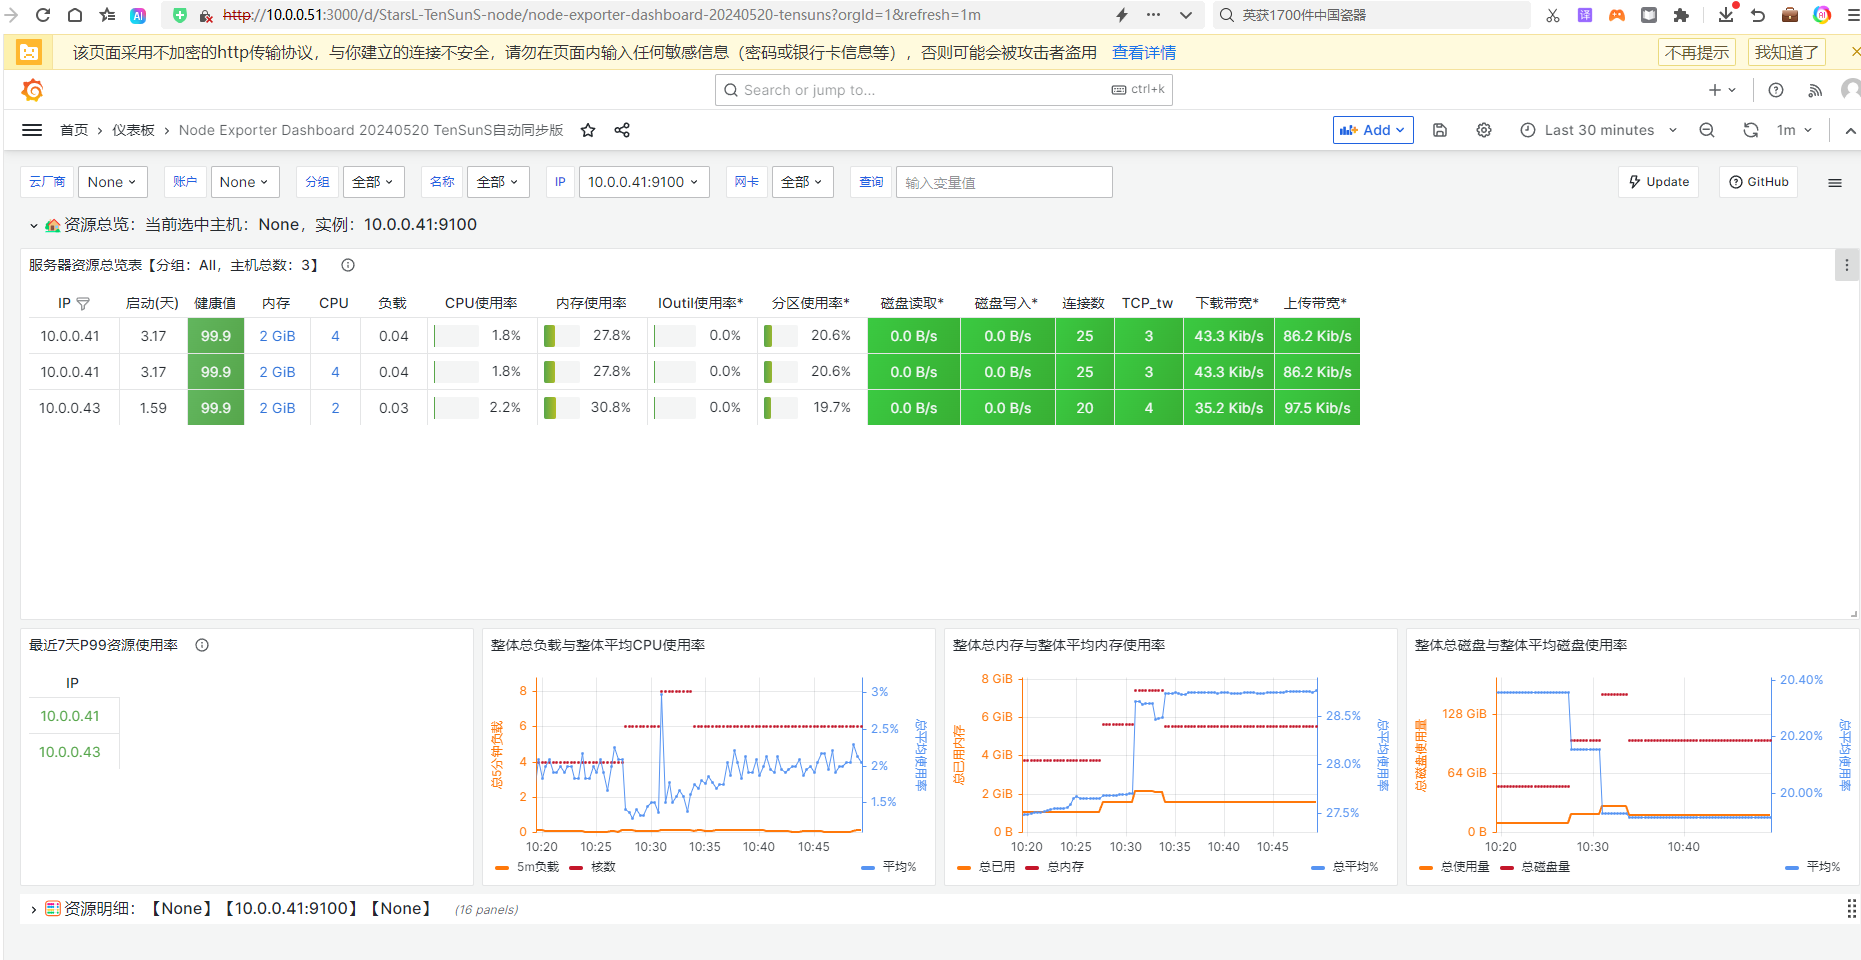 http://10.0.0.51:3000/d/StarsL-TenSunS-node/node-exporter-dashboard-20240520-tensuns?orgId=1&refresh=1m
英获1700件中国瓷器
该页面采用不加密的http传输协议，与你建立的连接不安全，请勿在页面内输入任何敏感信息（密码或银行卡信息等），否则可能会被攻击者盗用 查看详情 不再提示 我知道了
Search or jump to... ctrl+k
首页 › 仪表板 › Node Exporter Dashboard 20240520 TenSunS自动同步版 Add Last 30 minutes 1m
云厂商 None 账户 None 分组 全部 名称 全部 IP 10.0.0.41:9100 网卡 全部 查询 输入变量值 Update GitHub
资源总览：当前选中主机：None，实例：10.0.0.41:9100
服务器资源总览表【分组：All，主机总数：3】
IP 启动(天) 健康值 内存 CPU 负载 CPU使用率 内存使用率 IOutil使用率* 分区使用率* 磁盘读取* 磁盘写入* 连接数 TCP_tw 下载带宽* 上传带宽*
10.0.0.41 3.17 99.9 2 GiB 4 0.04 1.8% 27.8% 0.0% 20.6% 0.0 B/s 0.0 B/s 25 3 43.3 Kib/s 86.2 Kib/s
10.0.0.41 3.17 99.9 2 GiB 4 0.04 1.8% 27.8% 0.0% 20.6% 0.0 B/s 0.0 B/s 25 3 43.3 Kib/s 86.2 Kib/s
10.0.0.43 1.59 99.9 2 GiB 2 0.03 2.2% 30.8% 0.0% 19.7% 0.0 B/s 0.0 B/s 20 4 35.2 Kib/s 97.5 Kib/s
最近7天P99资源使用率
IP
10.0.0.41
10.0.0.43
整体总负载与整体平均CPU使用率
总5分钟负载
8
6
4
2
0
3%
2.5%
2%
1.5%
总平均使用率
10:20 10:25 10:30 10:35 10:40 10:45
5m负载 核数 平均%
整体总内存与整体平均内存使用率
总已用内存
8 GiB
6 GiB
4 GiB
2 GiB
0 B
28.5%
28.0%
27.5%
总平均使用率
10:20 10:25 10:30 10:35 10:40 10:45
总已用 总内存 总平均%
整体总磁盘与整体平均磁盘使用率
总磁盘使用量
128 GiB
64 GiB
0 B
20.40%
20.20%
20.00%
总平均使用率
10:20 10:30 10:40
总使用量 总磁盘量 平均%
资源明细：【None】【10.0.0.41:9100】【None】 (16 panels)